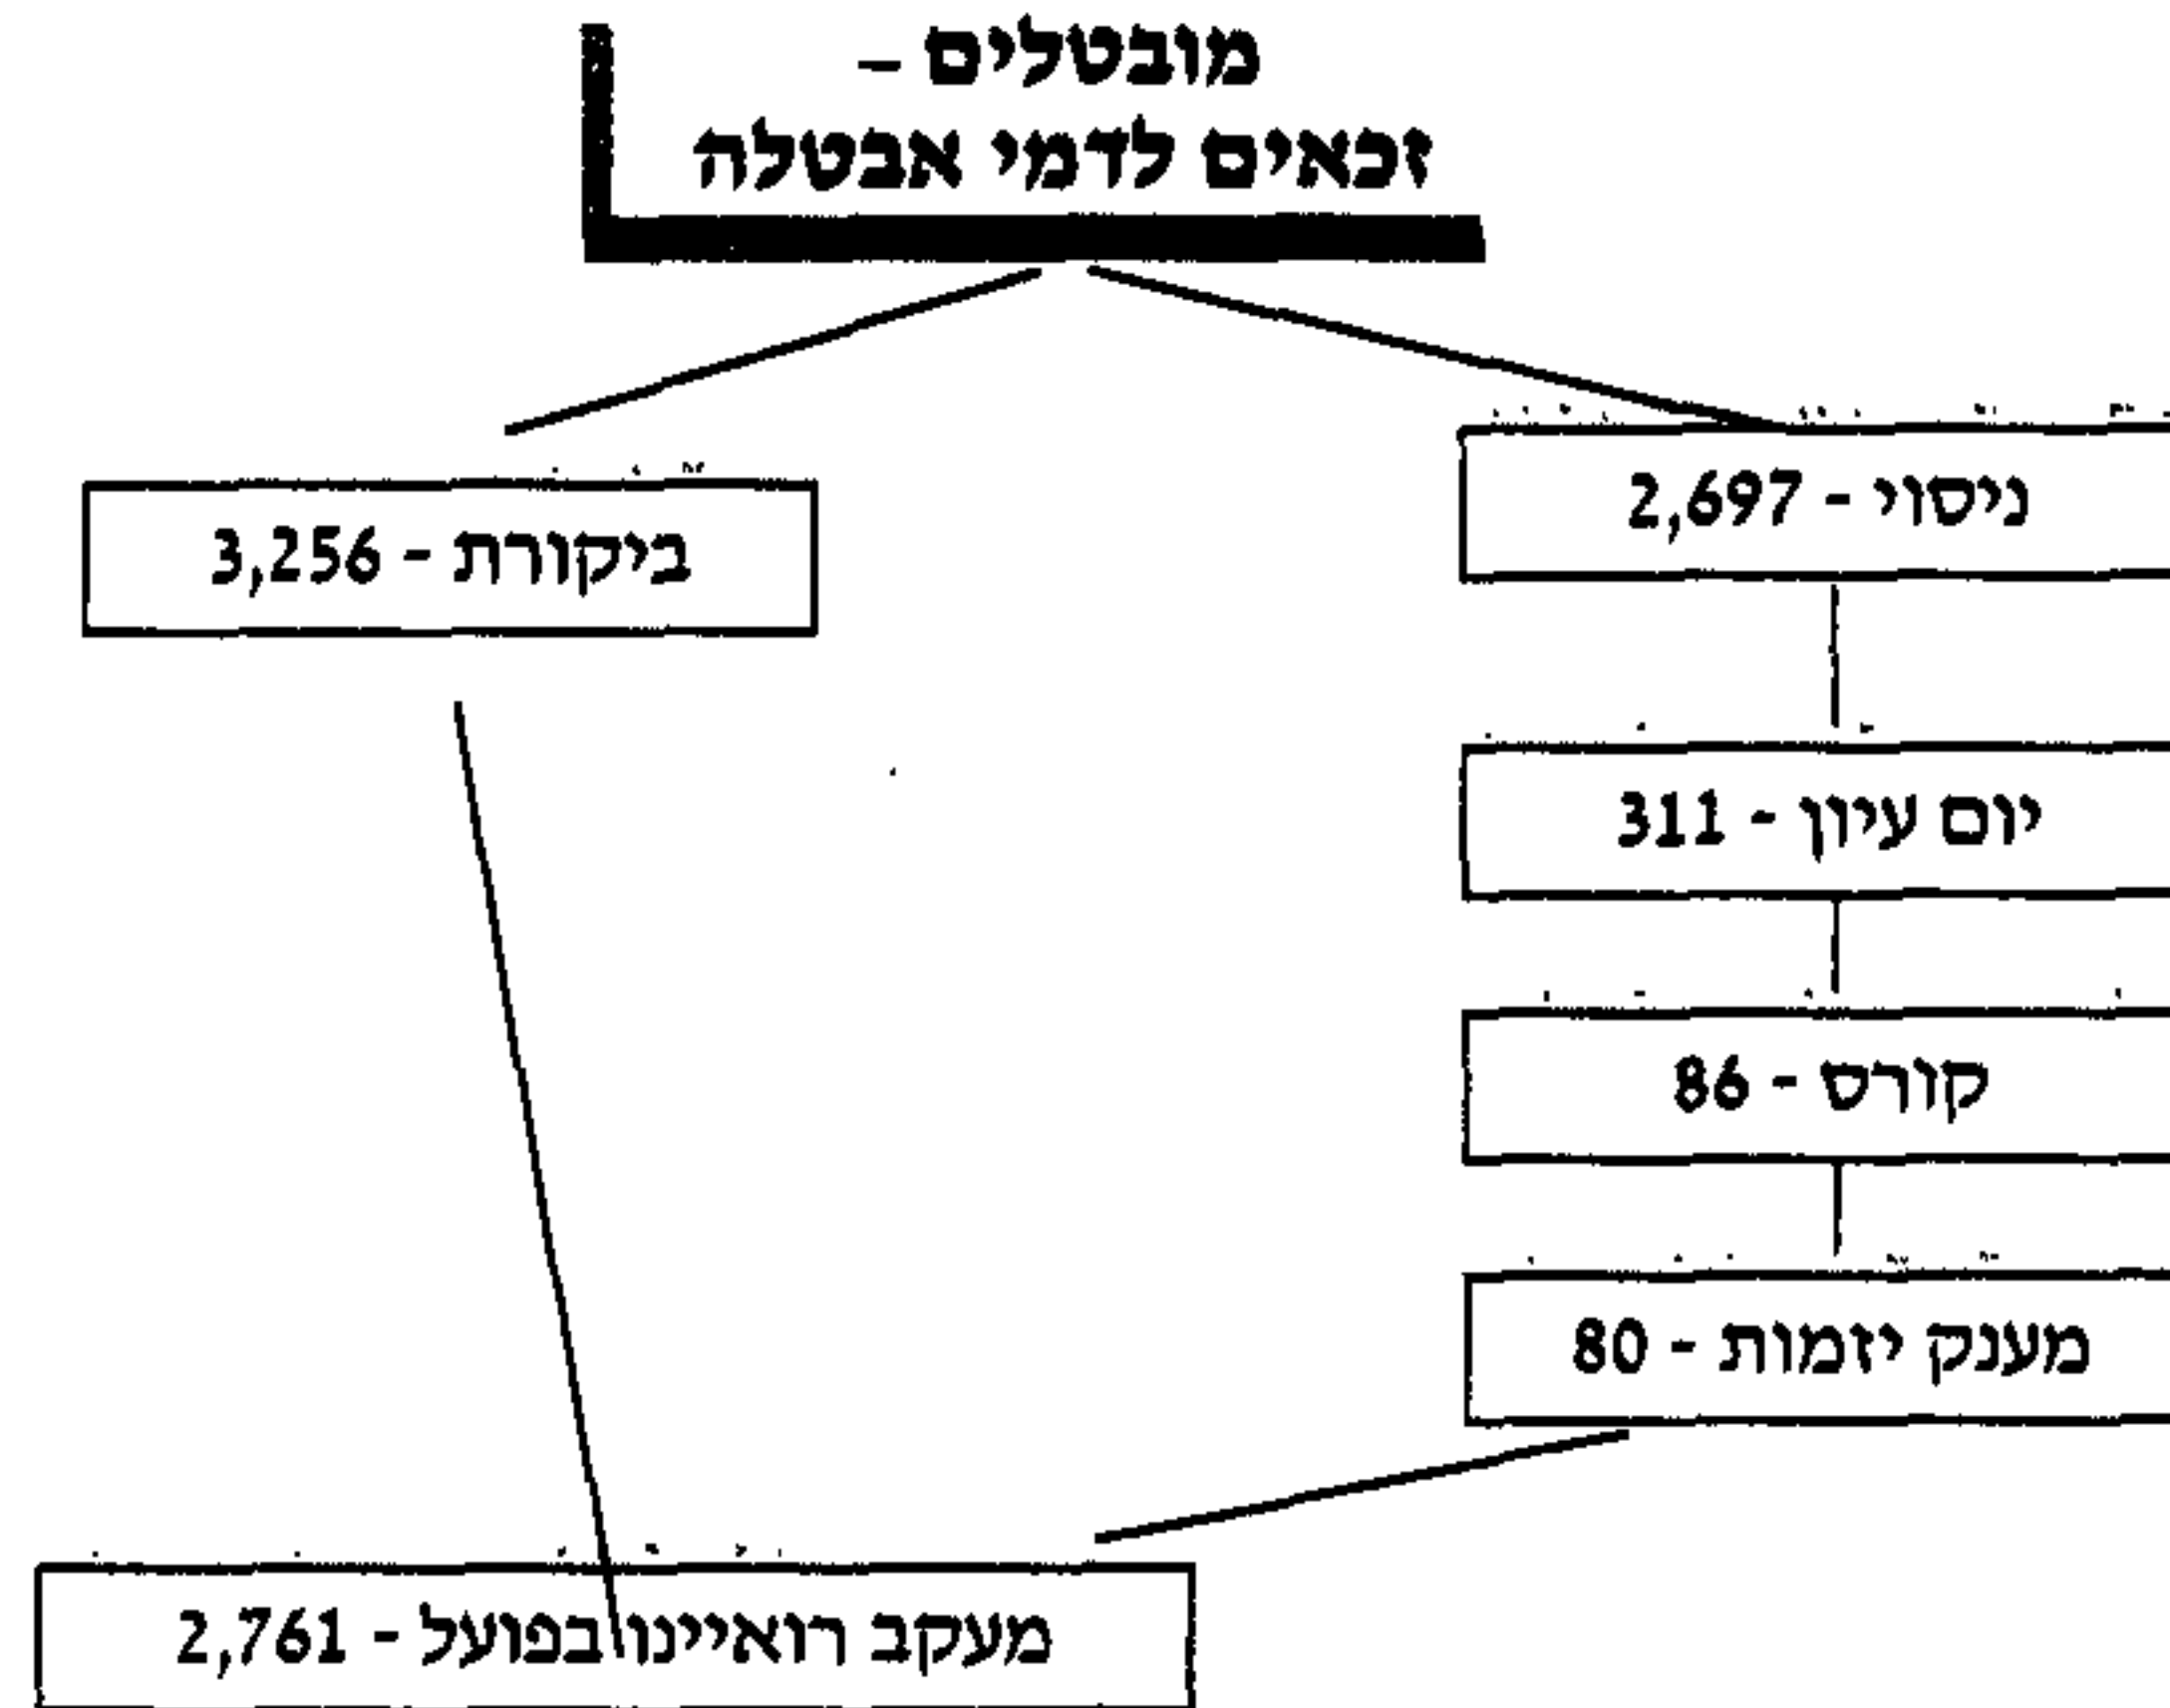 מובטלים –
זכאים לדמי אבטלה
ניסוי - 2,697
ביקורת - 3,256
יום עיון - 311
קורס - 86
מענק יזמות - 80
מעקב רואיינו בפועל - 2,761